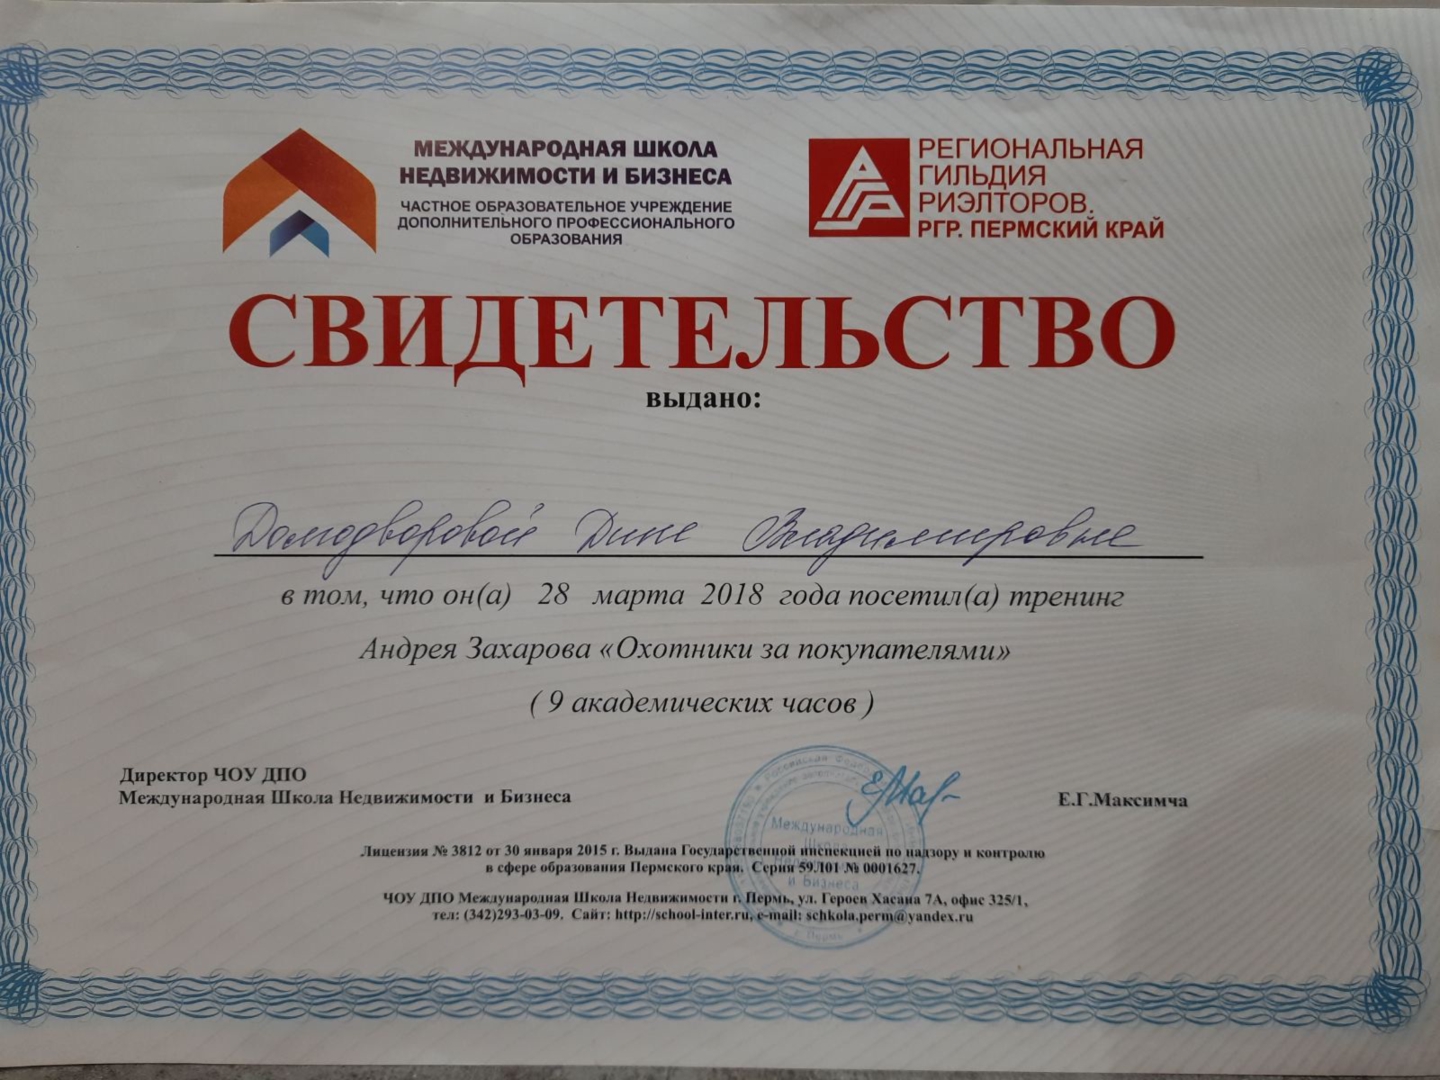 МЕЖДУНАРОДНАЯ ШКОЛА
НЕДВИЖИМОСТИ И БИЗНЕСА
ЧАСТНОЕ ОБРАЗОВАТЕЛЬНОЕ УЧРЕЖДЕНИЕ
ДОПОЛНИТЕЛЬНОГО ПРОФЕССИОНАЛЬНОГО
ОБРАЗОВАНИЯ
РЕГИОНАЛЬНАЯ
ГИЛЬДИЯ
РИЭЛТОРОВ.
РГР. ПЕРМСКИЙ КРАЙ
СВИДЕТЕЛЬСТВО
выдано:
Домодворовой Дине Владимировне
в том, что он(а) 28 марта 2018 года посетил(а) тренинг
Андрея Захарова «Охотники за покупателями»
( 9 академических часов )
Директор ЧОУ ДПО
Международная Школа Недвижимости и Бизнеса
Е.Г.Максимча
Международная
Школа
и Бизнеса
Лицензия № 3812 от 30 января 2015 г. Выдана Государственной инспекцией по надзору и контролю
в сфере образования Пермского края. Серия 59Л01 № 0001627.
ЧОУ ДПО Международная Школа Недвижимости г. Пермь, ул. Героев Хасана 7А, офис 325/1,
тел: (342)293-03-09. Сайт: http://school-inter.ru, e-mail: schkola.perm@yandex.ru